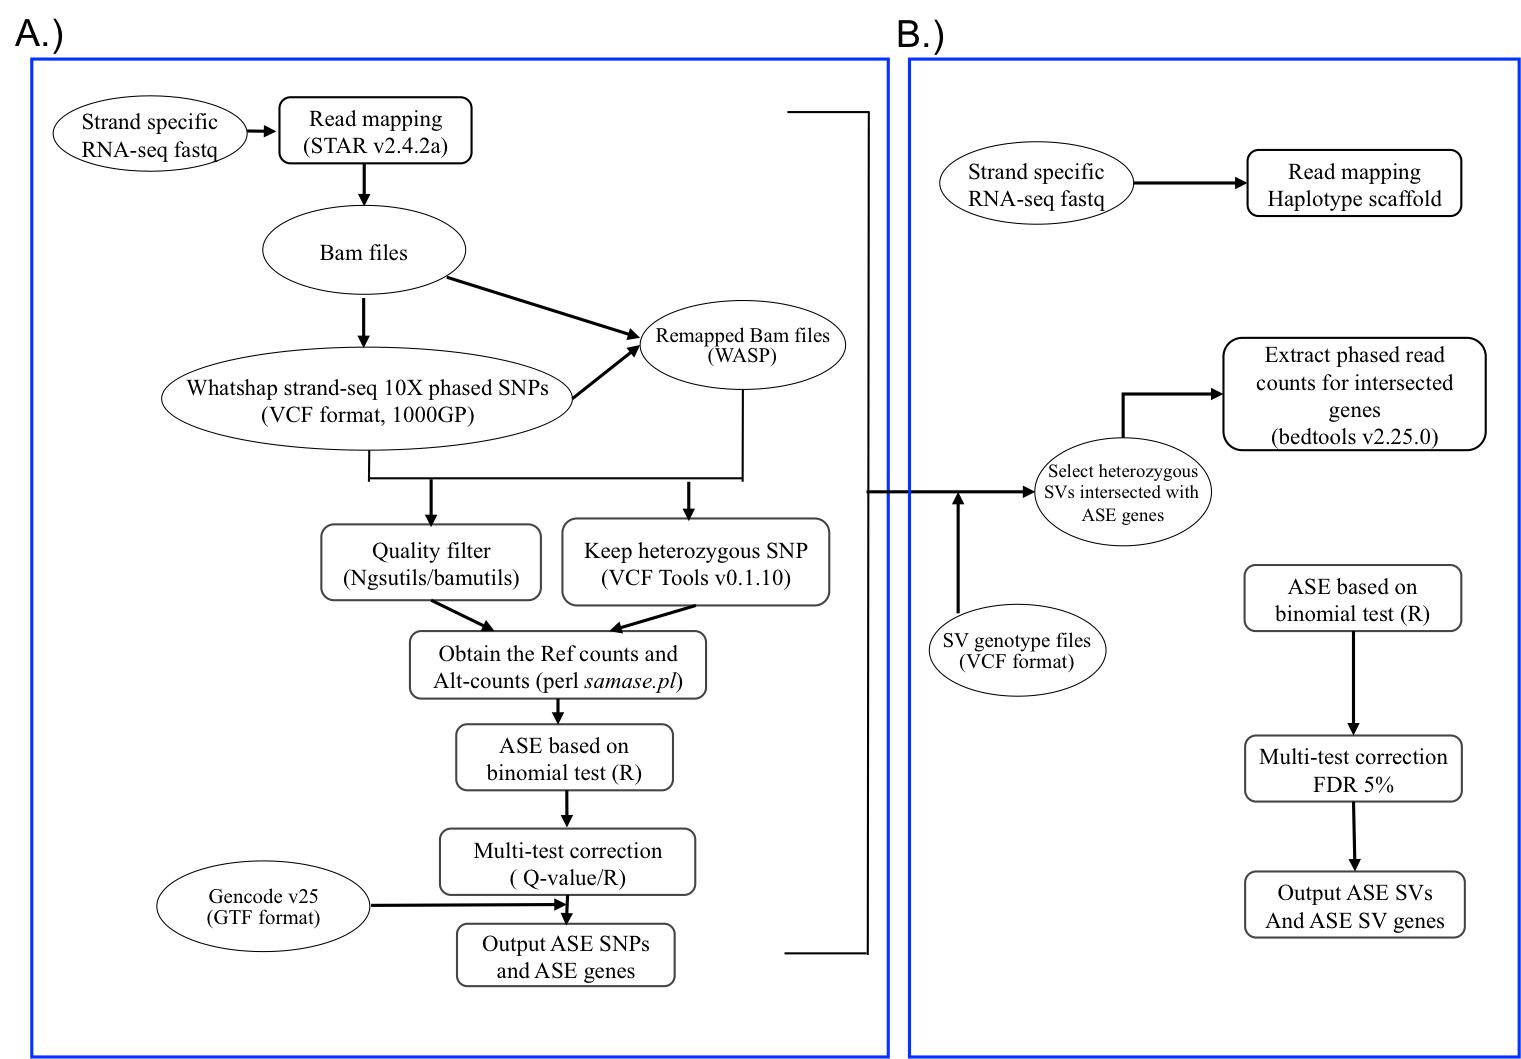 A.)
Strand specific
RNA-seq fastq
Read mapping
(STAR v2.4.2a)
Bam files
Remapped Bam files
(WASP)
Whatshap strand-seq 10X phased SNPs
(VCF format, 1000GP)
Quality filter
(Ngsutils/bamutils)
Keep heterozygous SNP
(VCF Tools v0.1.10)
Obtain the Ref counts and
Alt-counts (perl samase.pl)
ASE based on
binomial test (R)
Multi-test correction
( Q-value/R)
Gencode v25
(GTF format)
Output ASE SNPs
and ASE genes
B.)
Strand specific
RNA-seq fastq
Read mapping
Haplotype scaffold
Extract phased read
counts for intersected
genes
(bedtools v2.25.0)
Select heterozygous
SVs intersected with
ASE genes
SV genotype files
(VCF format)
ASE based on
binomial test (R)
Multi-test correction
FDR 5%
Output ASE SVs
And ASE SV genes